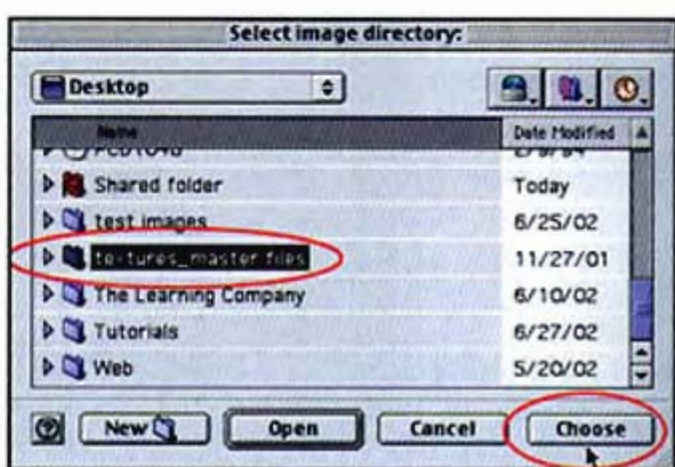 Select image directory:
Desktop
Name Date Modified
Shared folder Today
test images 6/25/02
textures_master files 11/27/01
The Learning Company 6/10/02
Tutorials 6/27/02
Web 5/20/02
? New Open Cancel Choose